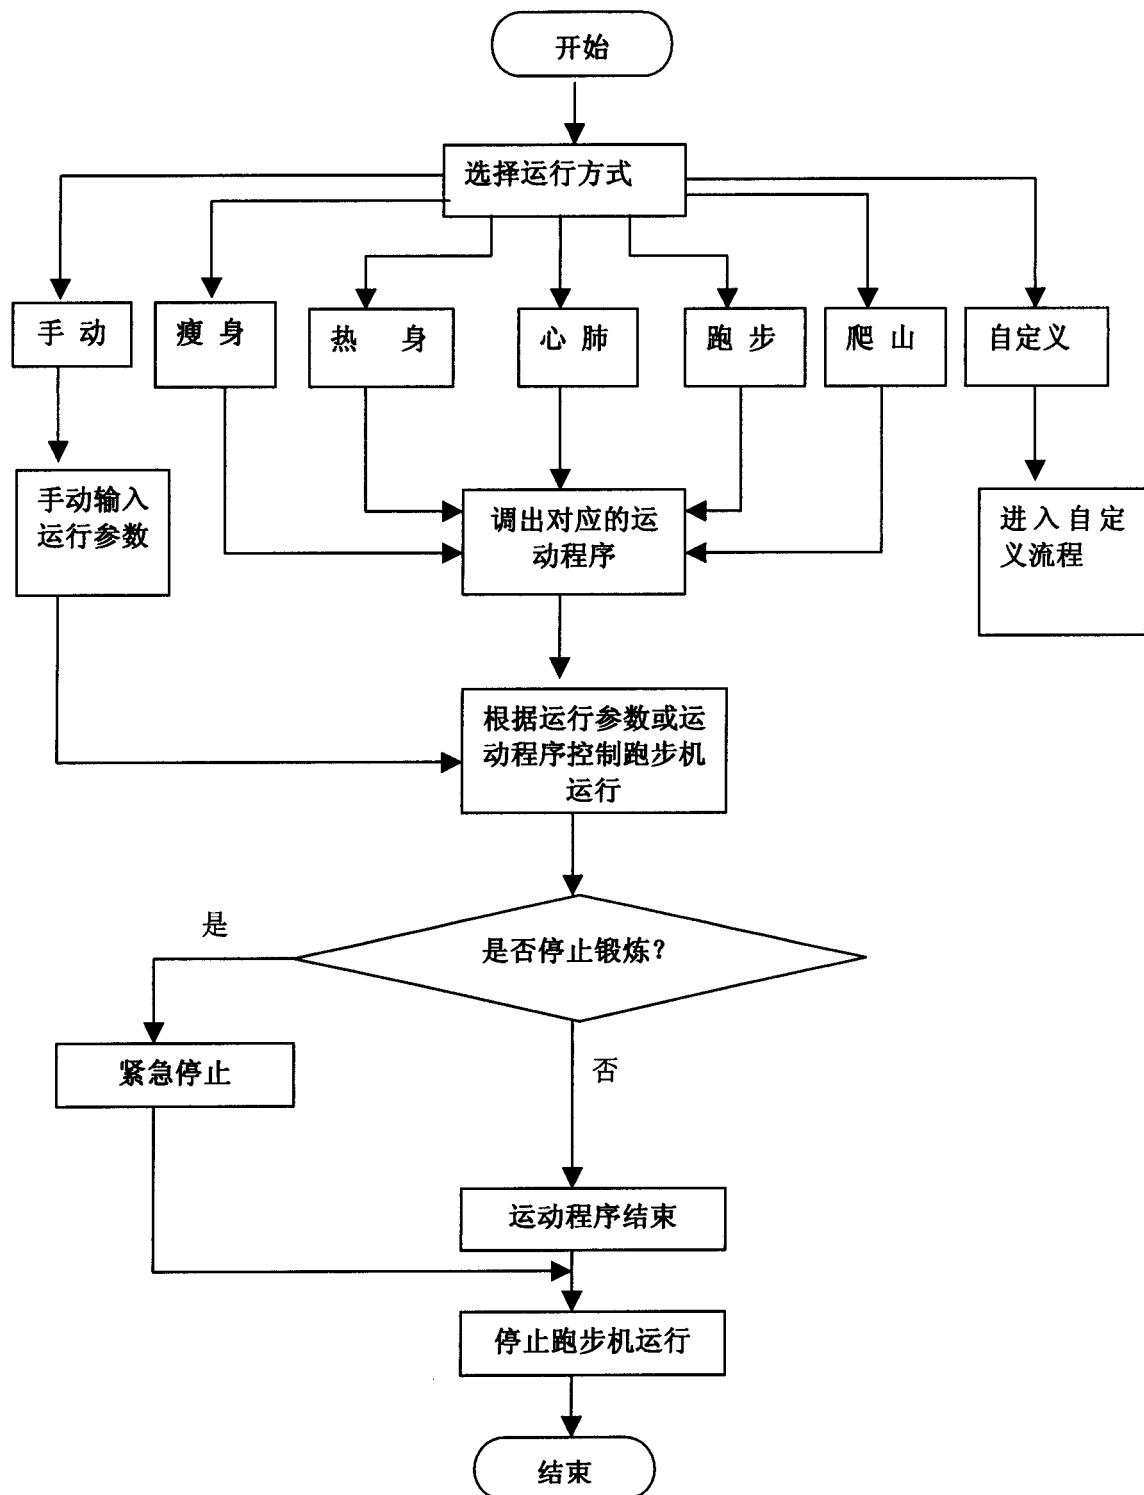 开始
选择运行方式
手 动
瘦 身
热 身
心 肺
跑 步
爬 山
自定义
手动输入
运行参数
调出对应的运
动程序
进入自定
义流程
根据运行参数或运
动程序控制跑步机
运行
是
是否停止锻炼？
紧急停止
否
运动程序结束
停止跑步机运行
结束